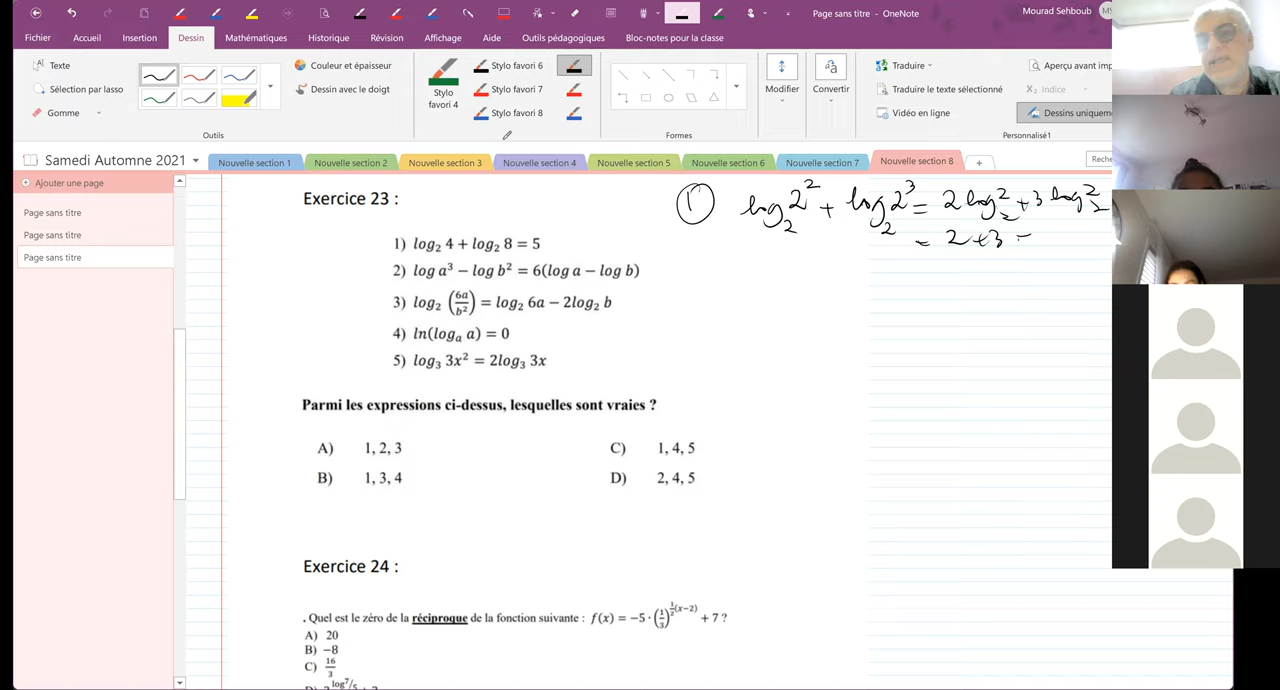 Page sans titre - OneNote
Mourad Sehboub
MS
Fichier Accueil Insertion Dessin Mathématiques Historique Révision Affichage Aide Outils pédagogiques Bloc-notes pour la classe
Texte
Sélection par lasso
Gomme
Outils
Couleur et épaisseur
Dessin avec le doigt
Stylo favori 4
Stylo favori 6
Stylo favori 7
Stylo favori 8
Formes
Modifier
Convertir
Traduire
Traduire le texte sélectionné
Vidéo en ligne
Aperçu avant imp
Indice
Dessins uniqueme
Personnalisé1
Samedi Automne 2021
Nouvelle section 1 Nouvelle section 2 Nouvelle section 3 Nouvelle section 4 Nouvelle section 5 Nouvelle section 6 Nouvelle section 7 Nouvelle section 8 +
Reche
Ajouter une page
Page sans titre
Page sans titre
Page sans titre
Exercice 23 :
1) log₂ 4 + log₂ 8 = 5
2) log a³ − log b² = 6(log a − log b)
3) log₂ (6a/b²) = log₂ 6a − 2log₂ b
4) ln(logₐ a) = 0
5) log₃ 3x² = 2log₃ 3x
Parmi les expressions ci-dessus, lesquelles sont vraies ?
A) 1, 2, 3
C) 1, 4, 5
B) 1, 3, 4
D) 2, 4, 5
① log₂ 2² + log₂ 2³ = 2 log₂ 2 + 3 log₂ 2
= 2 + 3 =
Exercice 24 :
. Quel est le zéro de la réciproque de la fonction suivante : f(x) = −5 · (1/3)^(1/2(x−2)) + 7 ?
A) 20
B) −8
C) 16/3